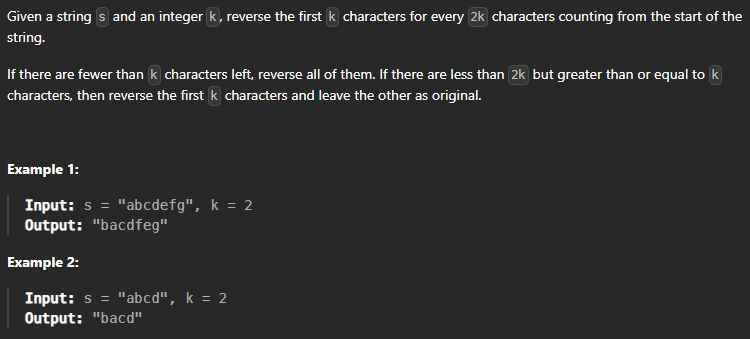 Given a string s and an integer k, reverse the first k characters for every 2k characters counting from the start of the
string.
If there are fewer than k characters left, reverse all of them. If there are less than 2k but greater than or equal to k
characters, then reverse the first k characters and leave the other as original.
Example 1:
Input: s = "abcdefg", k = 2
Output: "bacdfeg"
Example 2:
Input: s = "abcd", k = 2
Output: "bacd"